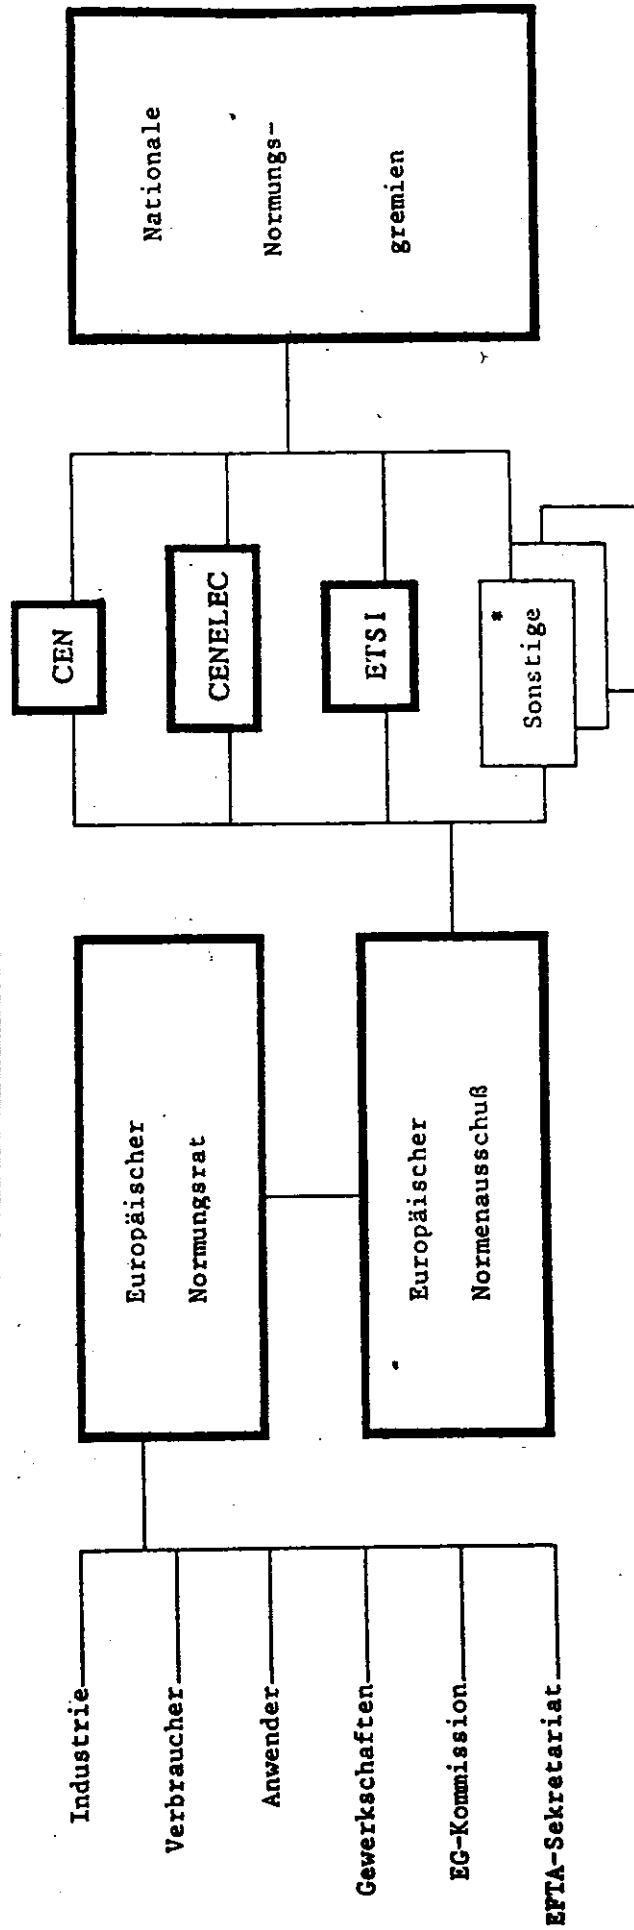 Industrie
Verbraucher
Anwender
Gewerkschaften
EG-Kommission
EFTA-Sekretariat
Europäischer
Normungsrat
Europäischer
Normenausschuß
CEN
CENELEC
ETSI
*
Sonstige
Nationale
Normungs-
gremien